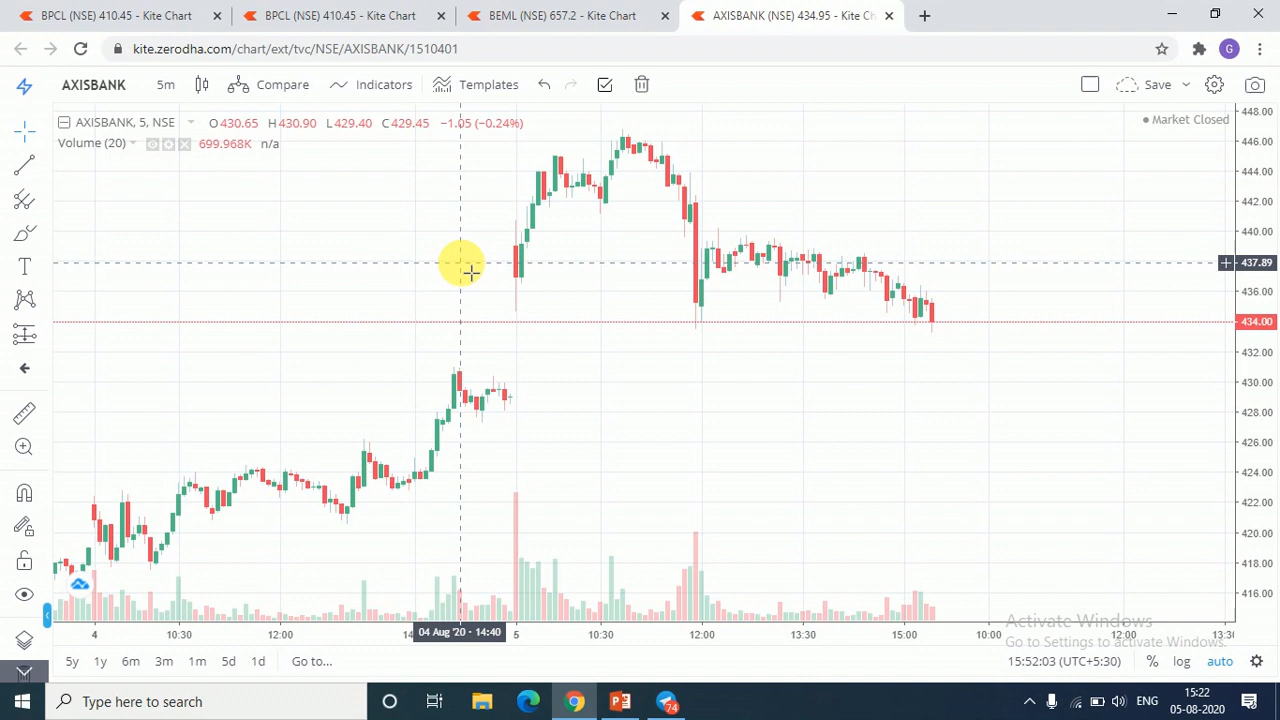 BPCL (NSE) 410.45 - Kite Chart
BPCL (NSE) 410.45 - Kite Chart
BEML (NSE) 657.2 - Kite Chart
AXISBANK (NSE) 434.95 - Kite Ch
kite.zerodha.com/chart/ext/tvc/NSE/AXISBANK/1510401
G
AXISBANK 5m Compare Indicators Templates Save
AXISBANK, 5, NSE O430.65 H430.90 L429.40 C429.45 −1.05 (−0.24%)
Market Closed
Volume (20) 699.968K n/a
448.00
446.00
444.00
442.00
440.00
437.89
436.00
434.00
432.00
430.00
428.00
426.00
424.00
422.00
420.00
418.00
416.00
4 10:30 12:00 14 04 Aug '20 - 14:40 5 10:30 12:00 13:30 15:00 10:00 12:00 13:30
Activate Windows
Go to Settings to activate Windows.
5y 1y 6m 3m 1m 5d 1d Go to... 15:52:03 (UTC+5:30) % log auto
Type here to search
74
ENG
15:22
05-08-2020